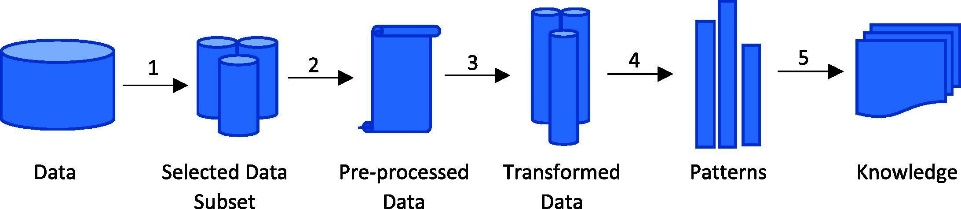 1
2
3
4
5
Data
Selected Data
Subset
Pre-processed
Data
Transformed
Data
Patterns
Knowledge